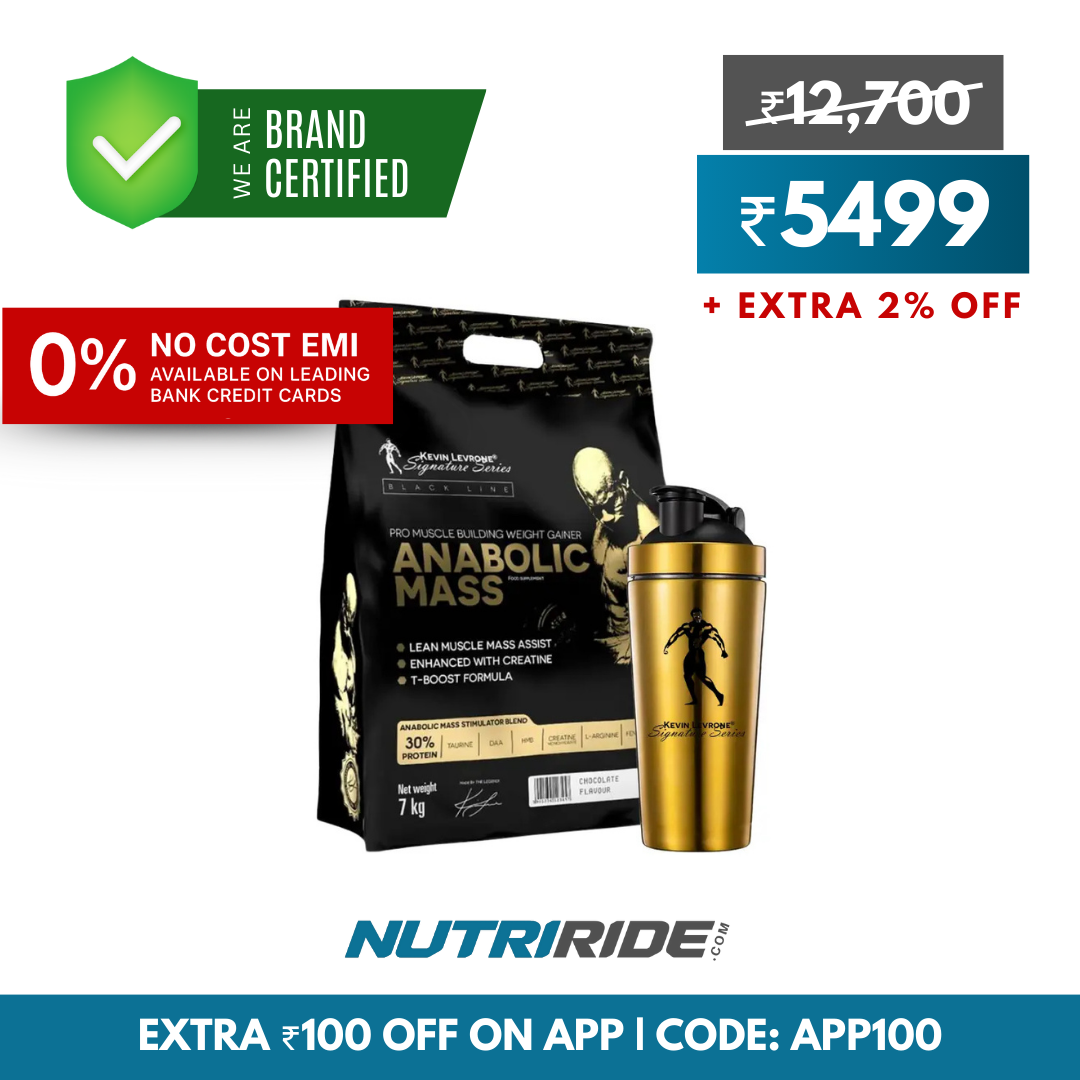 WE ARE
BRAND
CERTIFIED
₹12,700
₹5499
+ EXTRA 2% OFF
0%
NO COST EMI
AVAILABLE ON LEADING
BANK CREDIT CARDS
KEVIN LEVRONE®
Signature Series
BLACK LINE
PRO MUSCLE BUILDING WEIGHT GAINER
ANABOLIC
MASS
FOOD SUPPLEMENT
LEAN MUSCLE MASS ASSIST
ENHANCED WITH CREATINE
T-BOOST FORMULA
ANABOLIC MASS STIMULATOR BLEND
30%
PROTEIN
TAURINE
DAA
HMB
CREATINE
L-ARGININE
Net weight
7 kg
CHOCOLATE
FLAVOUR
KEVIN LEVRONE®
Signature Series
NUTRIRIDE.COM
EXTRA ₹100 OFF ON APP | CODE: APP100